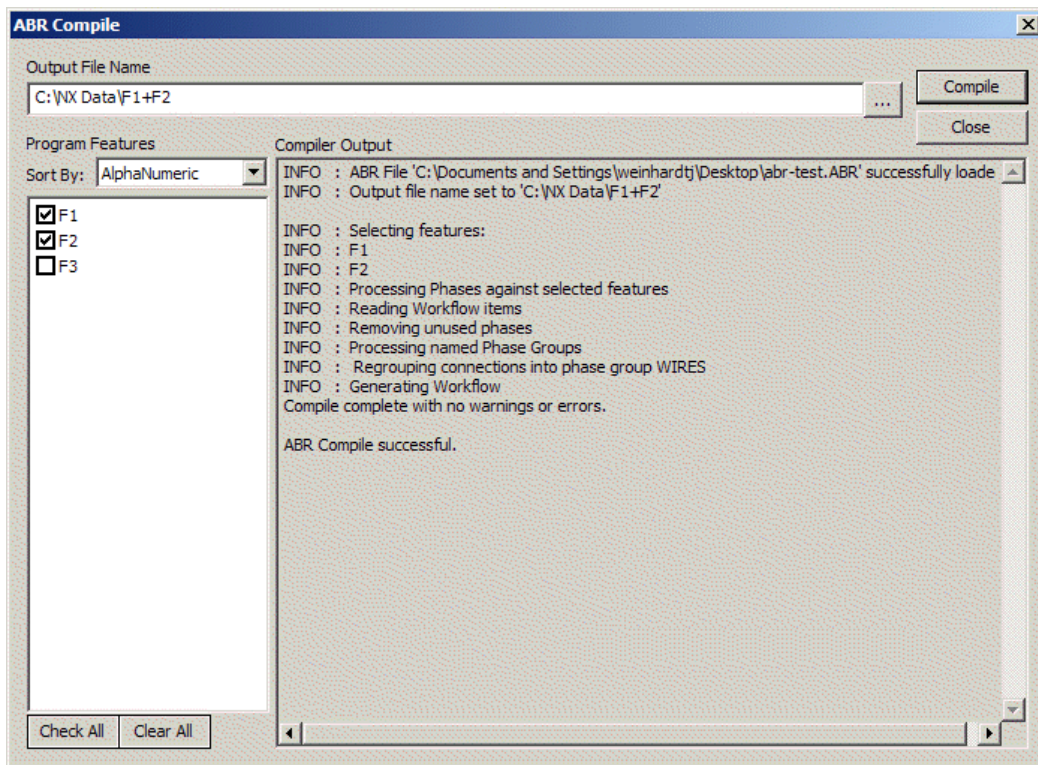 ABR Compile
Output File Name
C:\NX Data\F1+F2
...
Compile
Close
Program Features
Sort By: AlphaNumeric
F1
F2
F3
Check All
Clear All
Compiler Output
INFO : ABR File 'C:\Documents and Settings\weinhardtj\Desktop\abr-test.ABR' successfully loade
INFO : Output file name set to 'C:\NX Data\F1+F2'
INFO : Selecting features:
INFO : F1
INFO : F2
INFO : Processing Phases against selected features
INFO : Reading Workflow items
INFO : Removing unused phases
INFO : Processing named Phase Groups
INFO : Regrouping connections into phase group WIRES
INFO : Generating Workflow
Compile complete with no warnings or errors.
ABR Compile successful.